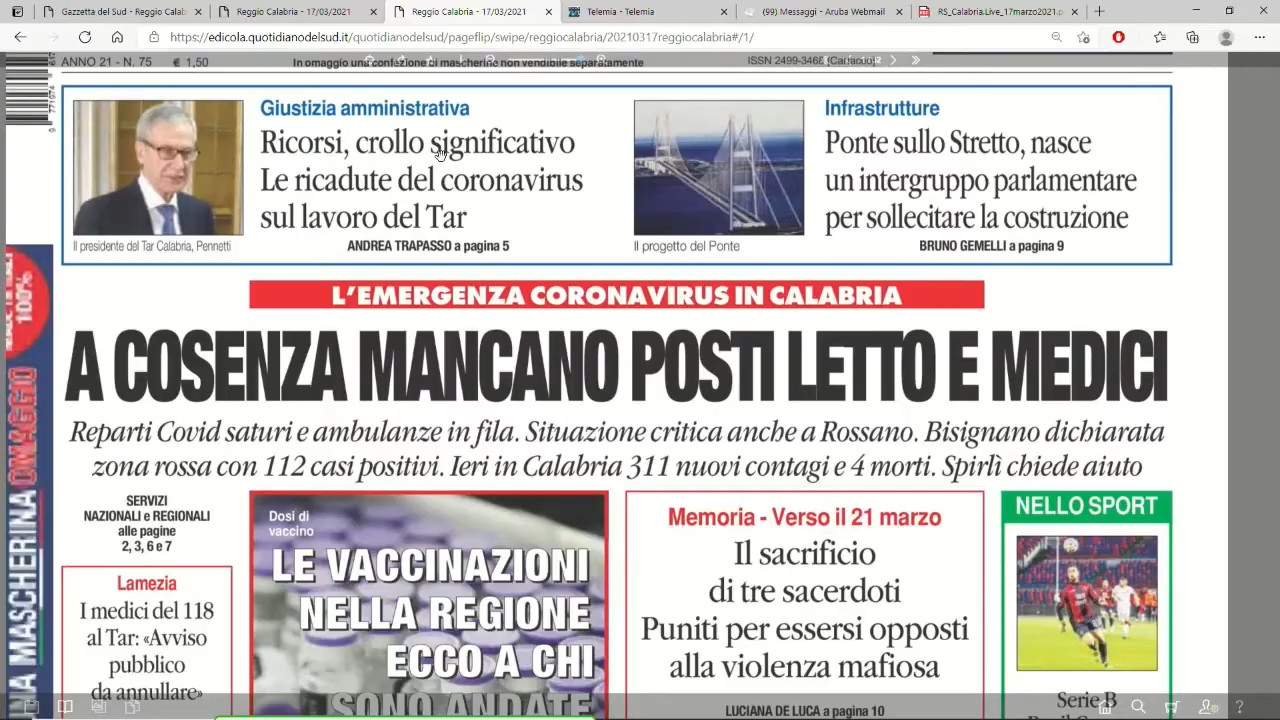 Gazzetta del Sud - Reggio Calab
Reggio Calabria - 17/03/2021
Reggio Calabria - 17/03/2021
Telemia - Telemia
(99) Messaggi - Aruba Webmail
RS_Calabria.Live_17marzo2021.p
https://edicola.quotidianodelsud.it/quotidianodelsud/pageflip/swipe/reggiocalabria/20210317reggiocalabria#/1/
ANNO 21 - N. 75 € 1,50
In omaggio una confezione di mascherine non vendibile separatamente
ISSN 2499-3468 (Cartaceo)
Giustizia amministrativa
Ricorsi, crollo significativo
Le ricadute del coronavirus
sul lavoro del Tar
ANDREA TRAPASSO a pagina 5
Il presidente del Tar Calabria, Pennetti
Infrastrutture
Ponte sullo Stretto, nasce
un intergruppo parlamentare
per sollecitare la costruzione
BRUNO GEMELLI a pagina 9
Il progetto del Ponte
L'EMERGENZA CORONAVIRUS IN CALABRIA
A COSENZA MANCANO POSTI LETTO E MEDICI
Reparti Covid saturi e ambulanze in fila. Situazione critica anche a Rossano. Bisignano dichiarata
zona rossa con 112 casi positivi. Ieri in Calabria 311 nuovi contagi e 4 morti. Spirlì chiede aiuto
100%
MASCHERINA OMAGGIO
SERVIZI
NAZIONALI e REGIONALI
alle pagine
2, 3, 6 e 7
Lamezia
I medici del 118
al Tar: «Avviso
pubblico
da annullare»
Dosi di
vaccino
LE VACCINAZIONI
NELLA REGIONE
ECCO A CHI
SONO ANDATE
Memoria - Verso il 21 marzo
Il sacrificio
di tre sacerdoti
Puniti per essersi opposti
alla violenza mafiosa
LUCIANA DE LUCA a pagina 10
NELLO SPORT
Serie B